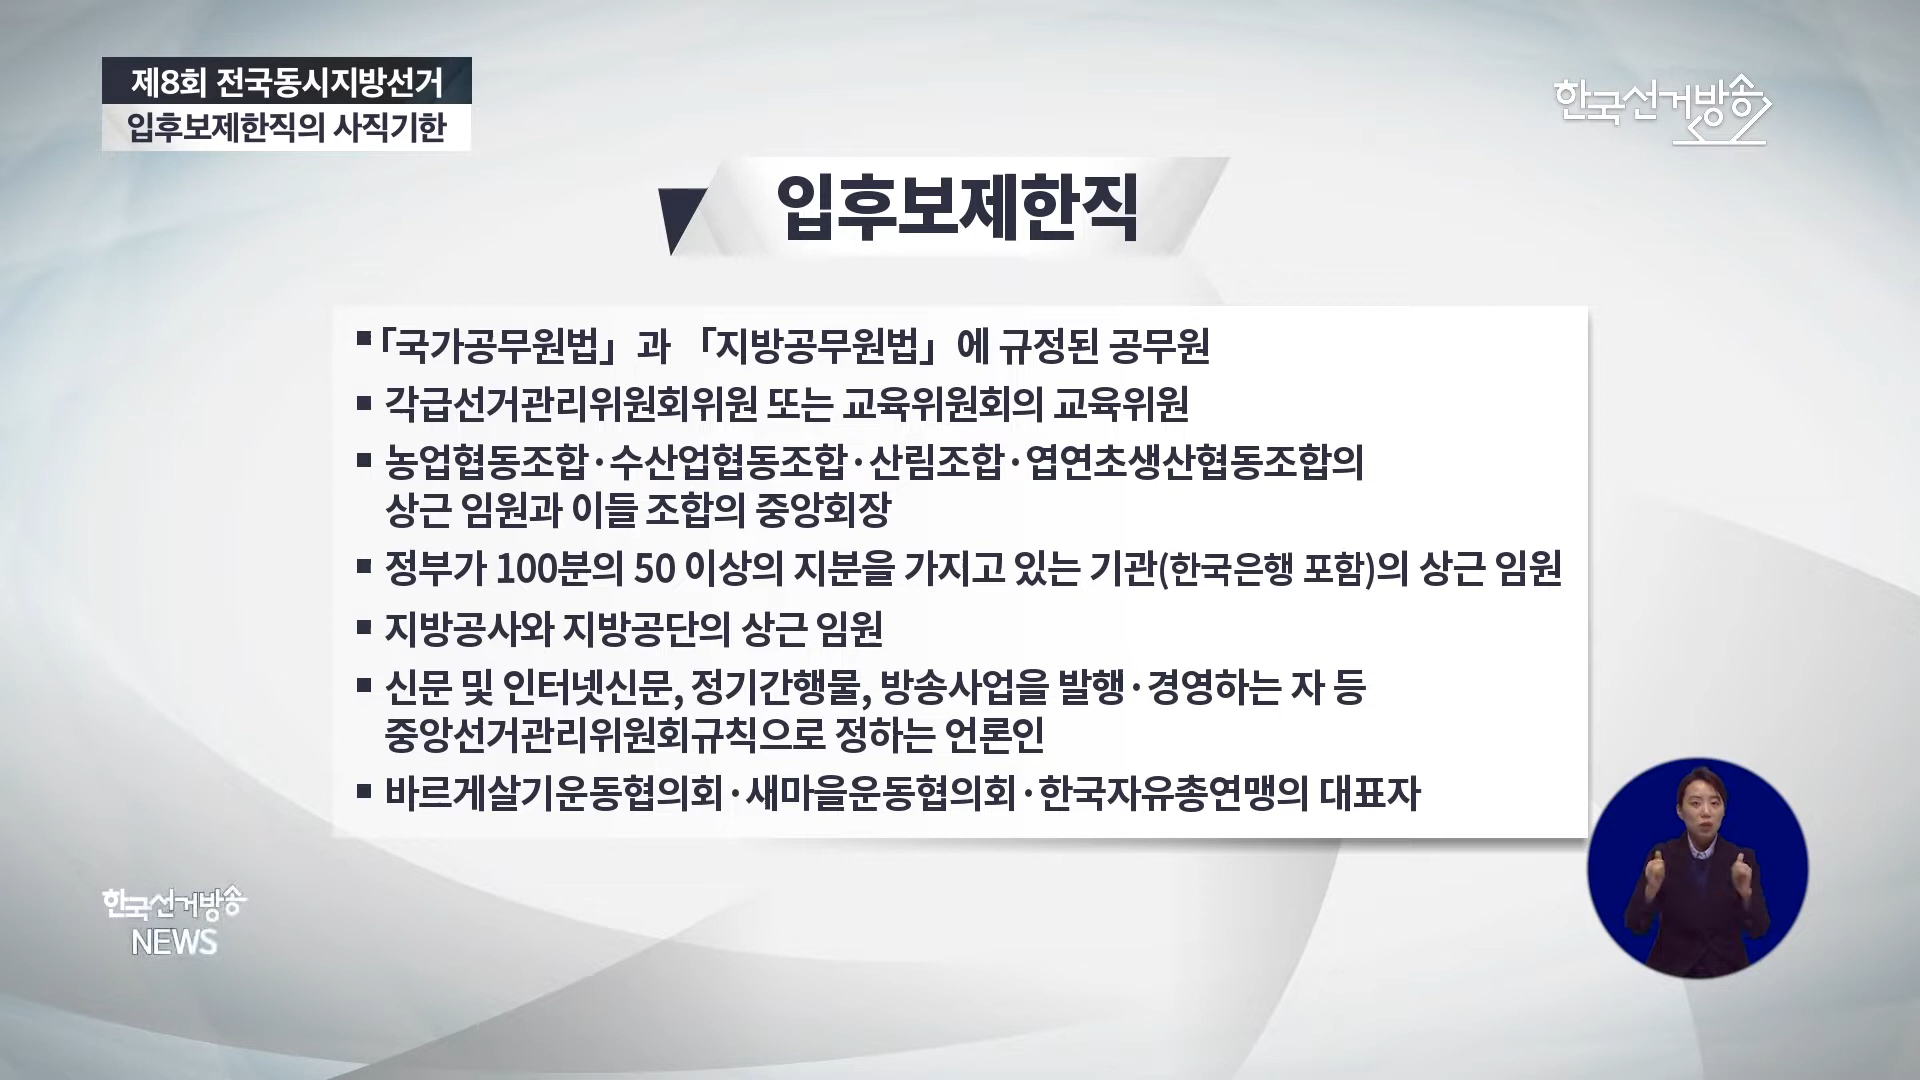 제8회 전국동시지방선거
입후보제한직의 사직기한
한국선거방송
입후보제한직
▪「국가공무원법」과 「지방공무원법」에 규정된 공무원
▪ 각급선거관리위원회위원 또는 교육위원회의 교육위원
▪ 농업협동조합·수산업협동조합·산림조합·엽연초생산협동조합의
상근 임원과 이들 조합의 중앙회장
▪ 정부가 100분의 50 이상의 지분을 가지고 있는 기관(한국은행 포함)의 상근 임원
▪ 지방공사와 지방공단의 상근 임원
▪ 신문 및 인터넷신문, 정기간행물, 방송사업을 발행·경영하는 자 등
중앙선거관리위원회규칙으로 정하는 언론인
▪ 바르게살기운동협의회·새마을운동협의회·한국자유총연맹의 대표자
한국선거방송
NEWS